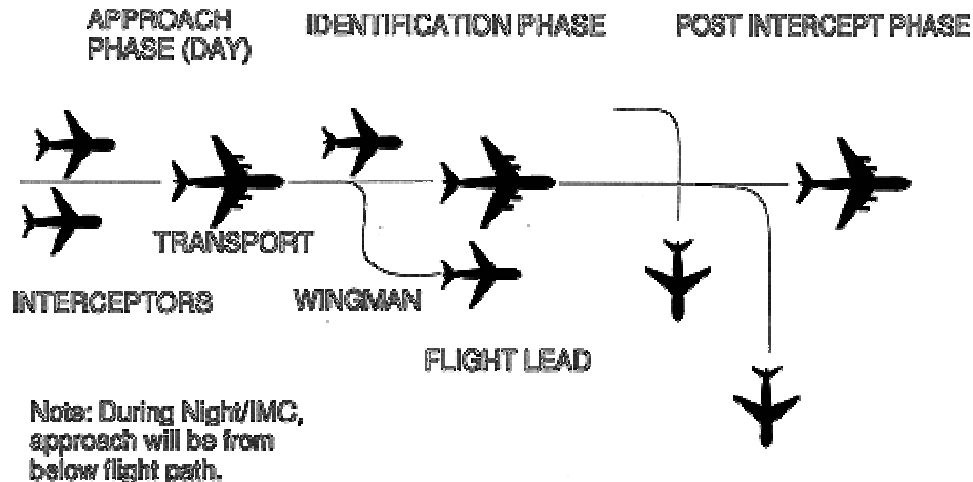 APPROACH
PHASE (DAY)
IDENTIFICATION PHASE
POST INTERCEPT PHASE
TRANSPORT
INTERCEPTORS
WINGMAN
FLIGHT LEAD
Note: During Night/IMC,
approach will be from
below flight path.